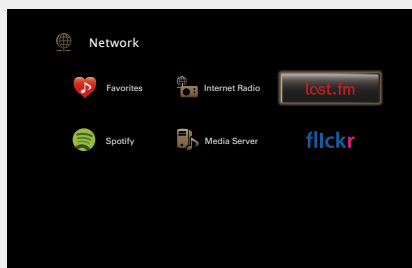 Network
Favorites Internet Radio last.fm
Spotify Media Server flickr